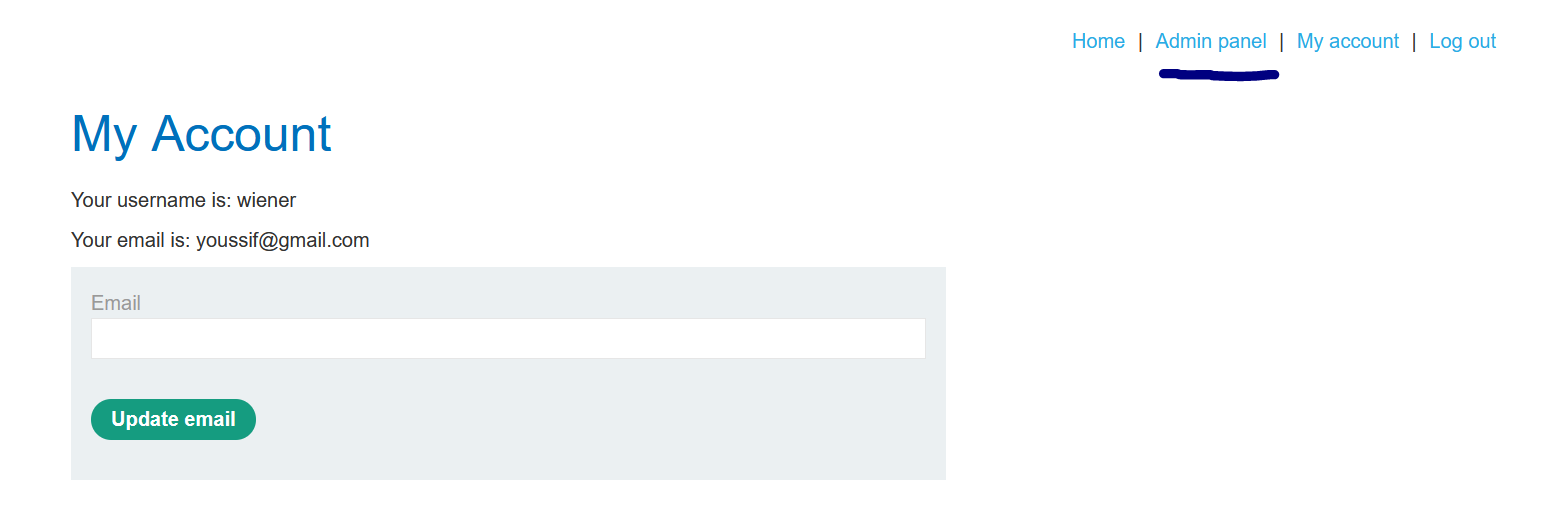 Home | Admin panel | My account | Log out
My Account
Your username is: wiener
Your email is: youssif@gmail.com
Email
Update email